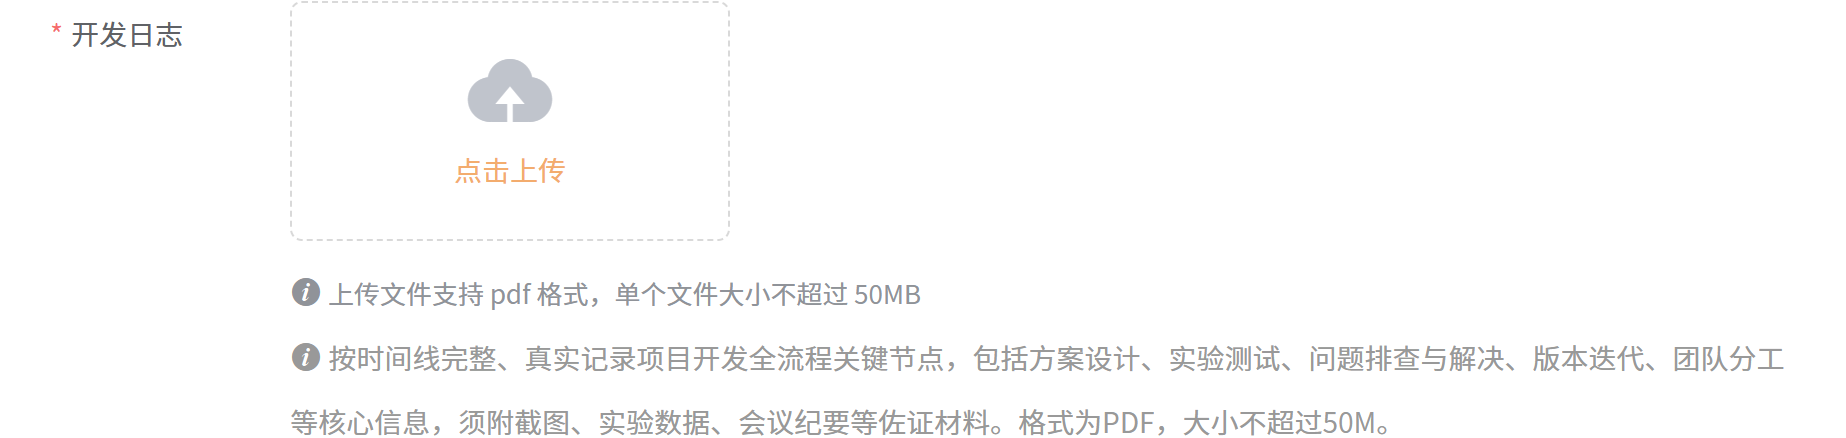 * 开发日志
点击上传
上传文件支持 pdf 格式，单个文件大小不超过 50MB
按时间线完整、真实记录项目开发全流程关键节点，包括方案设计、实验测试、问题排查与解决、版本迭代、团队分工
等核心信息，须附截图、实验数据、会议纪要等佐证材料。格式为PDF，大小不超过50M。